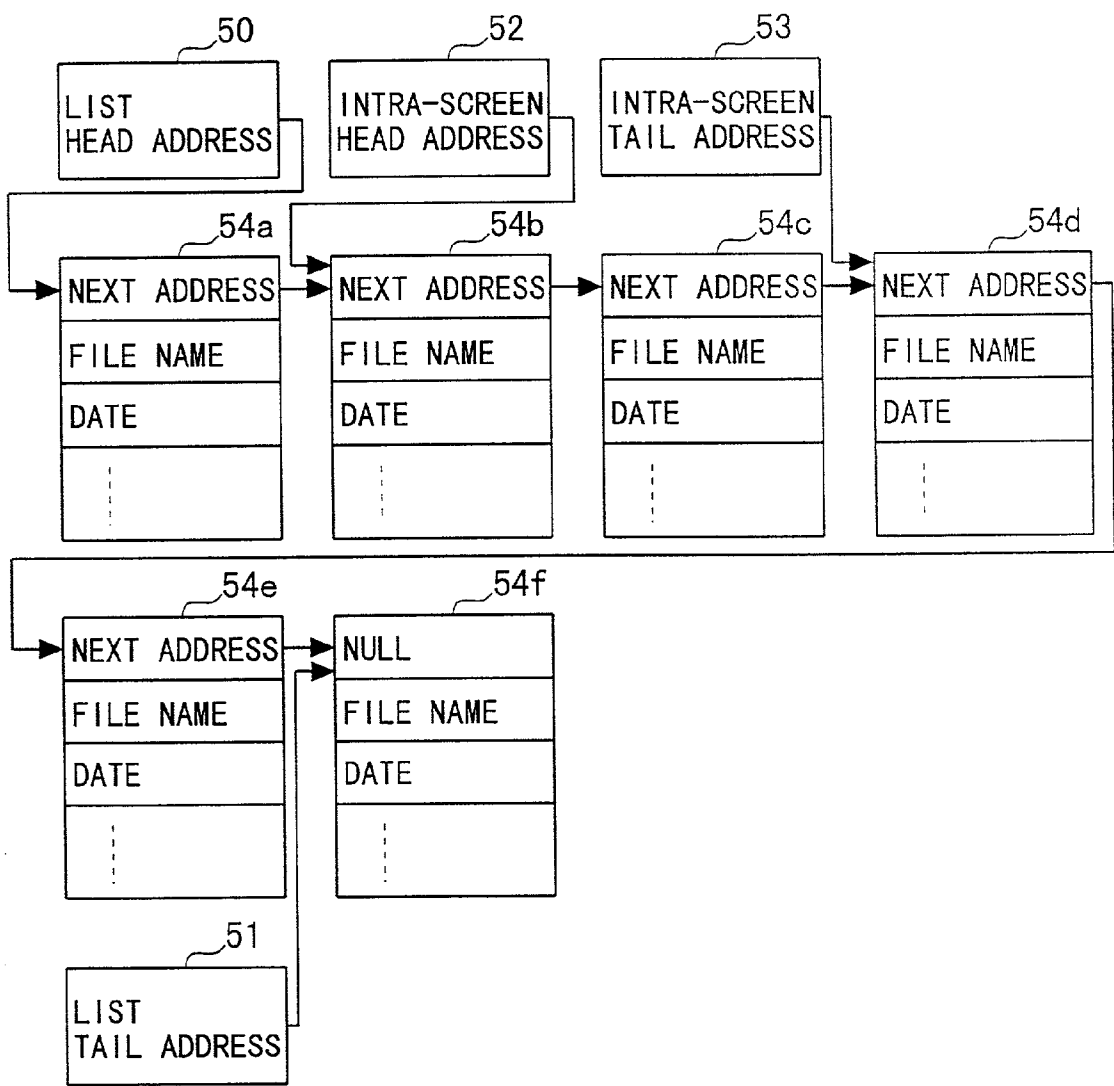 50
52
53
LIST
HEAD ADDRESS
INTRA-SCREEN
HEAD ADDRESS
INTRA-SCREEN
TAIL ADDRESS
54a
54b
54c
54d
NEXT ADDRESS
NEXT ADDRESS
NEXT ADDRESS
NEXT ADDRESS
FILE NAME
FILE NAME
FILE NAME
FILE NAME
DATE
DATE
DATE
DATE
54e
54f
NEXT ADDRESS
NULL
FILE NAME
FILE NAME
DATE
DATE
51
LIST
TAIL ADDRESS